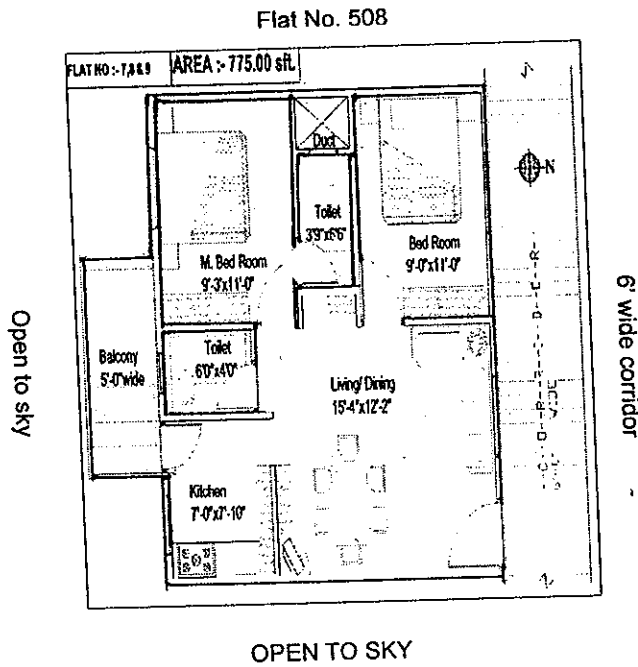 Flat No. 508
FLAT NO :- 7,8 & 9
AREA :- 775.00 sft.
Duct
Toilet
3'9"x6'6"
M. Bed Room
9'-3"x11'-0"
Bed Room
9'-0"x11'-0"
N
Balcony
5'-0"wide
Toilet
6'0"x4'0"
Living/ Dining
15'-4"x12'-2"
Kitchen
7'-0"x7'-10"
CORRIDOR
WIDE
Open to sky
6' wide corridor -
OPEN TO SKY